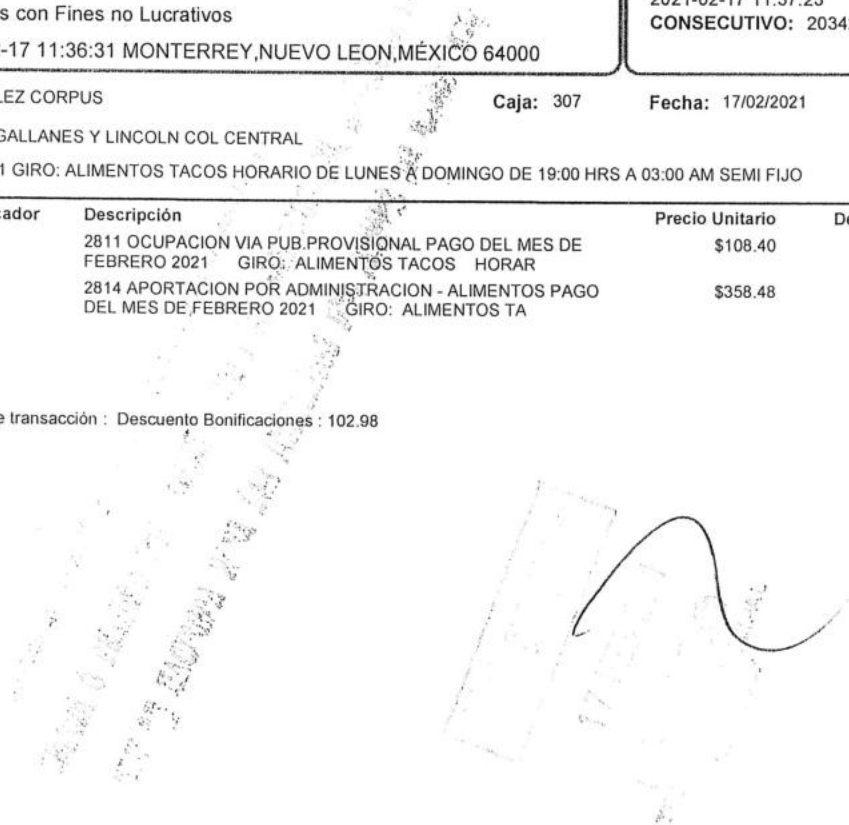 s con Fines no Lucrativos
2021-02-17 11:37:23
CONSECUTIVO: 2034
-17 11:36:31 MONTERREY,NUEVO LEON,MÉXICO 64000
LEZ CORPUS Caja: 307 Fecha: 17/02/2021
GALLANES Y LINCOLN COL CENTRAL
1 GIRO: ALIMENTOS TACOS HORARIO DE LUNES A DOMINGO DE 19:00 HRS A 03:00 AM SEMI FIJO
cador Descripción Precio Unitario De
2811 OCUPACION VIA PUB.PROVISIONAL PAGO DEL MES DE $108.40
FEBRERO 2021 GIRO: ALIMENTOS TACOS HORAR
2814 APORTACION POR ADMINISTRACION - ALIMENTOS PAGO $358.48
DEL MES DE FEBRERO 2021 GIRO: ALIMENTOS TA
e transacción : Descuento Bonificaciones : 102.98